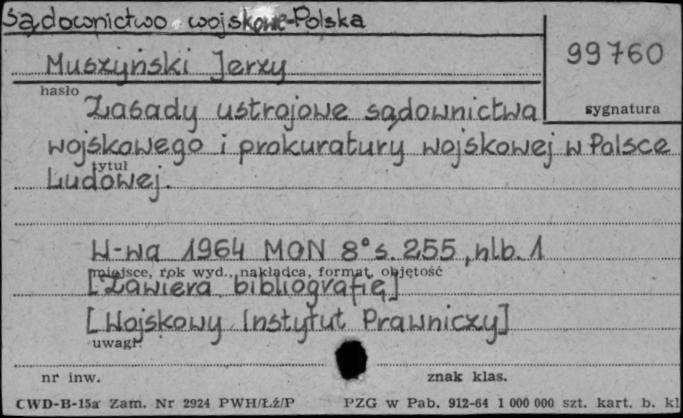 Sądownictwo wojskowe-Polska
99760
Muszyński Jerzy
hasło
sygnatura
Zasady ustrojowe sądownictwa
wojskowego i prokuratury wojskowej w Polsce
tytuł
Ludowej.
W-wa 1964 MON 8° s. 255, nlb. 1
miejsce, rok wyd., nakładca, format, objętość
[Zawiera bibliografię]
[Wojskowy Instytut Prawniczy]
uwagi:
nr inw.
znak klas.
CWD-B-15a Zam. Nr 2924 PWH/Łź/P PZG w Pab. 912-64 1 000 000 szt. kart. b. kl